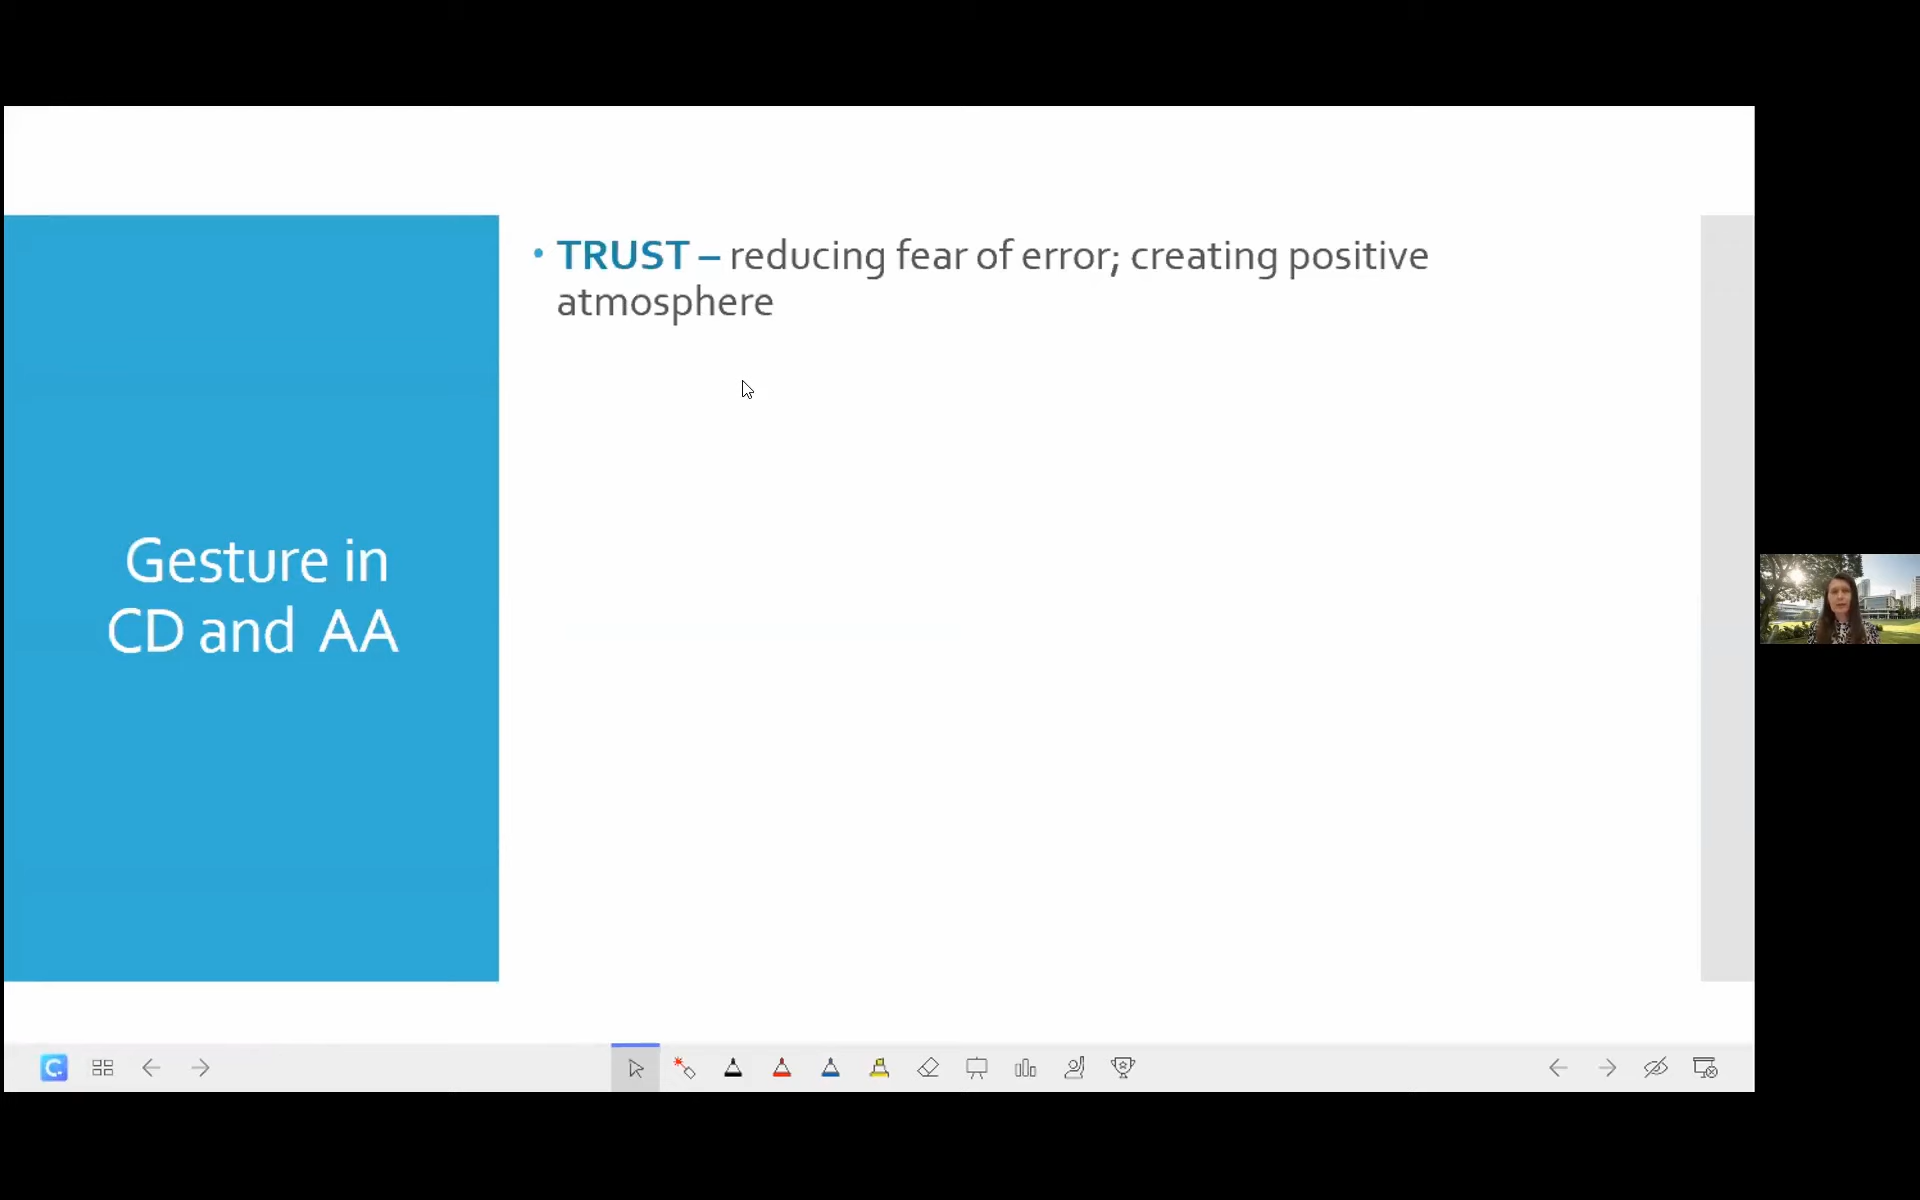 • TRUST – reducing fear of error; creating positive
atmosphere
Gesture in
CD and AA